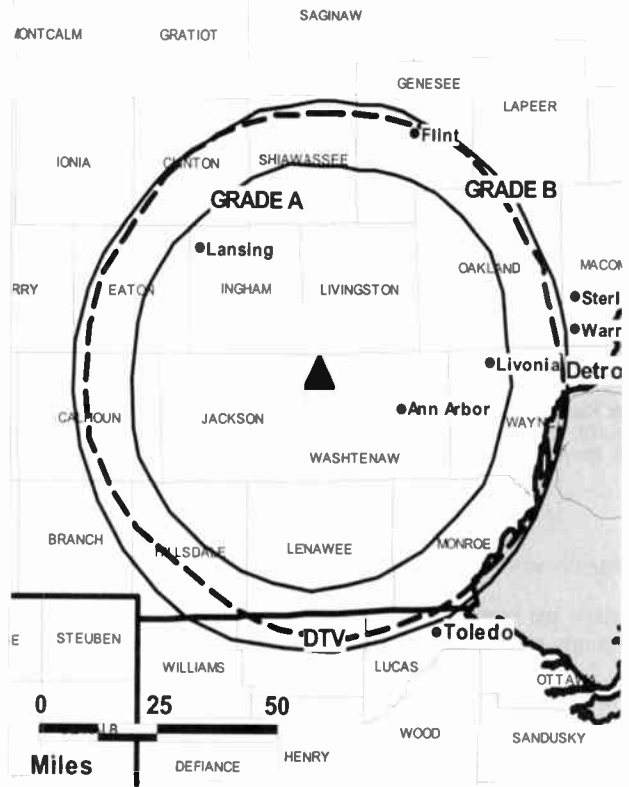 SAGINAW
GRATIOT
GENESEE
LAPEER
Flint
IONIA
CLINTON
SHIAWASSEE
GRADE A
GRADE B
Lansing
OAKLAND
MACOM
Sterl
RRY
EATON
INGHAM
LIVINGSTON
Warr
Livonia
Detro
Ann Arbor
CALHOUN
JACKSON
WAYNE
WASHTENAW
BRANCH
HILLSDALE
LENAWEE
MONROE
DTV
Toledo
E
STEUBEN
WILLIAMS
LUCAS
OTTAWA
0 25 50
WOOD
SANDUSKY
Miles
DEFIANCE
HENRY